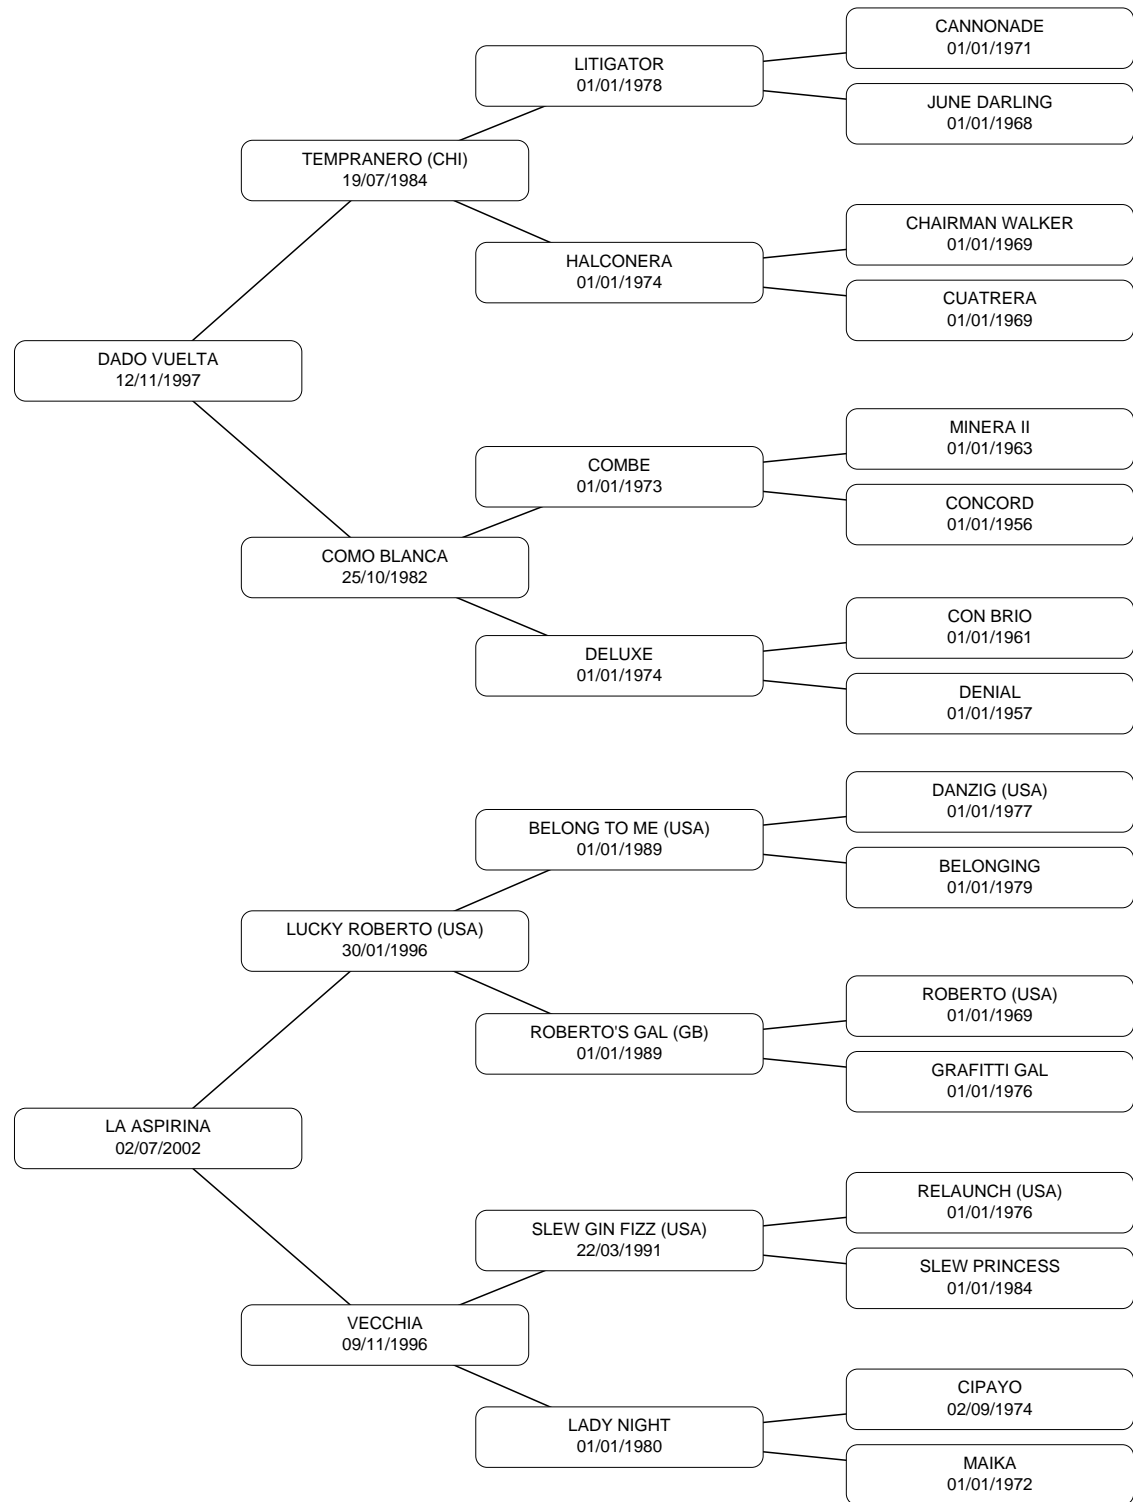 CANNONADE
01/01/1971
LITIGATOR
01/01/1978
JUNE DARLING
01/01/1968
TEMPRANERO (CHI)
19/07/1984
CHAIRMAN WALKER
01/01/1969
HALCONERA
01/01/1974
CUATRERA
01/01/1969
DADO VUELTA
12/11/1997
MINERA II
01/01/1963
COMBE
01/01/1973
CONCORD
01/01/1956
COMO BLANCA
25/10/1982
CON BRIO
01/01/1961
DELUXE
01/01/1974
DENIAL
01/01/1957
DANZIG (USA)
01/01/1977
BELONG TO ME (USA)
01/01/1989
BELONGING
01/01/1979
LUCKY ROBERTO (USA)
30/01/1996
ROBERTO (USA)
01/01/1969
ROBERTO'S GAL (GB)
01/01/1989
GRAFITTI GAL
01/01/1976
LA ASPIRINA
02/07/2002
RELAUNCH (USA)
01/01/1976
SLEW GIN FIZZ (USA)
22/03/1991
SLEW PRINCESS
01/01/1984
VECCHIA
09/11/1996
CIPAYO
02/09/1974
LADY NIGHT
01/01/1980
MAIKA
01/01/1972